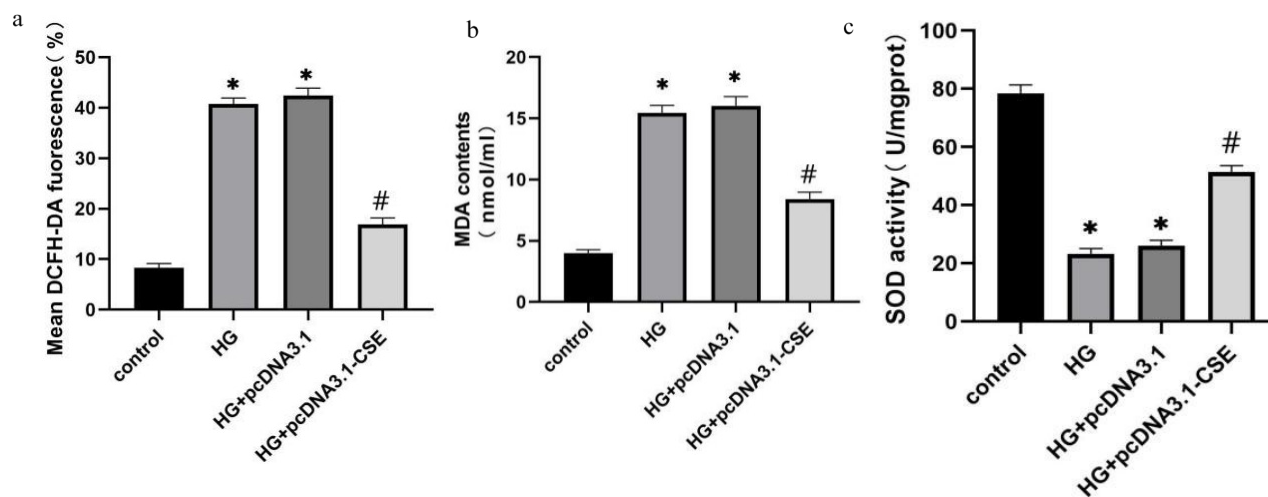 a
Mean DCFH-DA fuorescence( %)
50
40
30
20
10
0
*
*
#
control
HG
HG+pcDNA3.1
HG+pcDNA3.1-CSE
b
MDA contents
( nmol/ml)
20
15
10
5
0
*
*
#
control
HG
HG+pcDNA3.1
HG+pcDNA3.1-CSE
c
SOD activity( U/mgprot)
100
80
60
40
20
0
*
*
#
control
HG
HG+pcDNA3.1
HG+pcDNA3.1-CSE